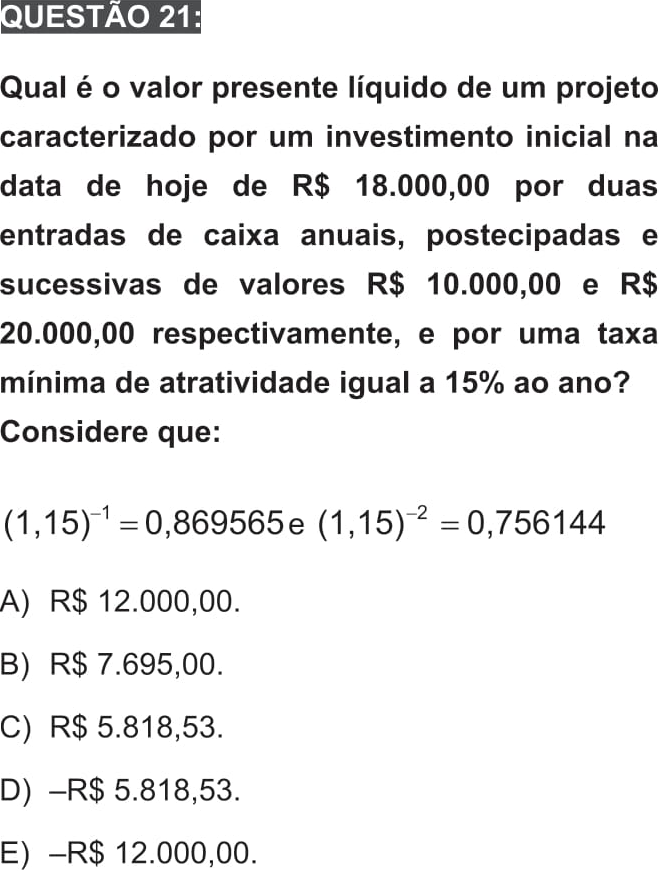 QUESTÃO 21:
Qual é o valor presente líquido de um projeto
caracterizado por um investimento inicial na
data de hoje de R$ 18.000,00 por duas
entradas de caixa anuais, postecipadas e
sucessivas de valores R$ 10.000,00 e R$
20.000,00 respectivamente, e por uma taxa
mínima de atratividade igual a 15% ao ano?
Considere que:
(1,15)⁻¹ = 0,869565 e (1,15)⁻² = 0,756144
A) R$ 12.000,00.
B) R$ 7.695,00.
C) R$ 5.818,53.
D) –R$ 5.818,53.
E) –R$ 12.000,00.